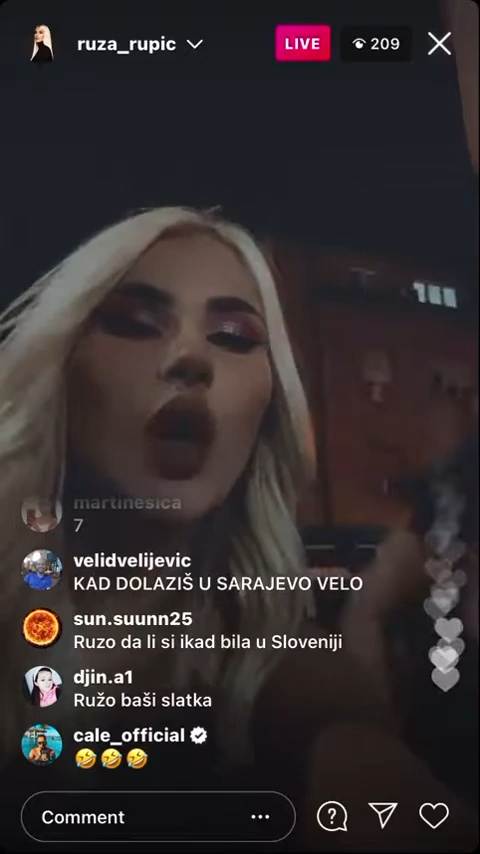 ruza_rupic
LIVE
209
martinesica
7
velidvelijevic
KAD DOLAZIŠ U SARAJEVO VELO
sun.suunn25
Ruzo da li si ikad bila u Sloveniji
djin.a1
Ružo baši slatka
cale_official
🤣🤣🤣
Comment